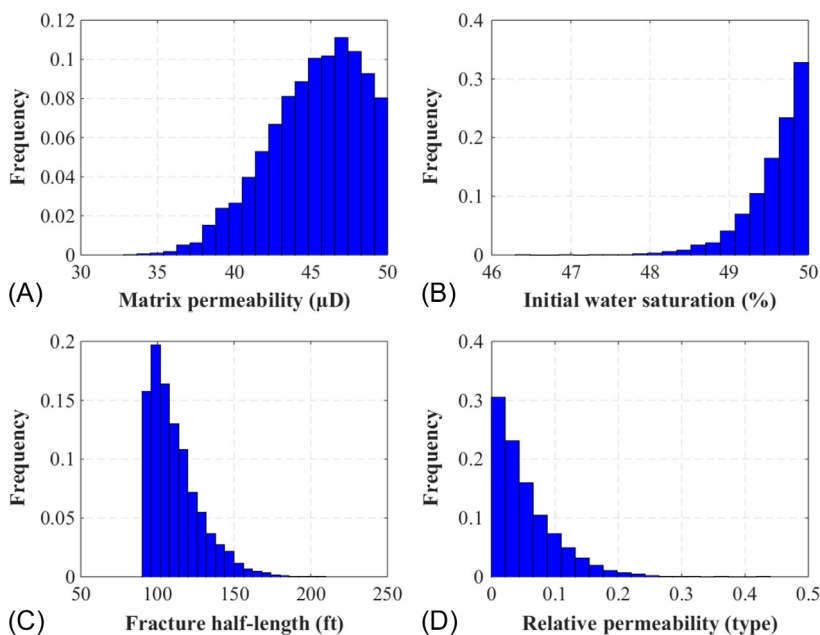 0.12
0.1
0.08
0.06
0.04
0.02
0
Frequency
30 35 40 45 50
(A) Matrix permeability (µD)
0.4
0.3
0.2
0.1
0
Frequency
46 47 48 49 50
(B) Initial water saturation (%)
0.2
0.15
0.1
0.05
0
Frequency
50 100 150 200 250
(C) Fracture half-length (ft)
0.4
0.3
0.2
0.1
0
Frequency
0 0.1 0.2 0.3 0.4 0.5
(D) Relative permeability (type)